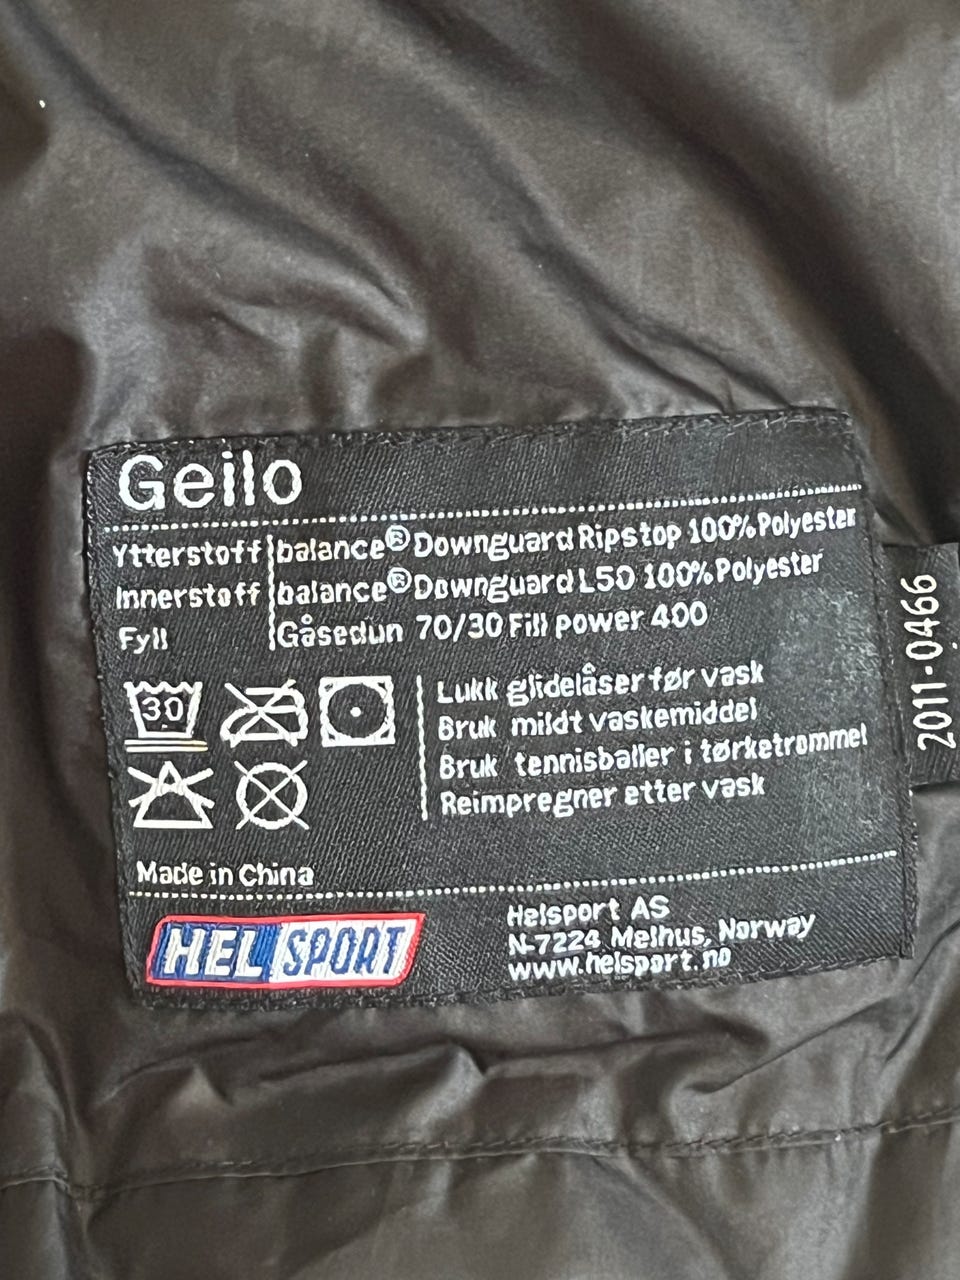 Geilo
Ytterstoff balance® Downguard Ripstop 100% Polyester
Innerstoff balance® Downguard L50 100% Polyester
Fyll Gåsedun 70/30 Fill power 400
30
Lukk glidelåser før vask
Bruk mildt vaskemiddel
Bruk tennisballer i tørketrommel
Reimpregner etter vask
Made in China
HELSPORT
Helsport AS
N-7224 Melhus, Norway
www.helsport.no
2011-0466